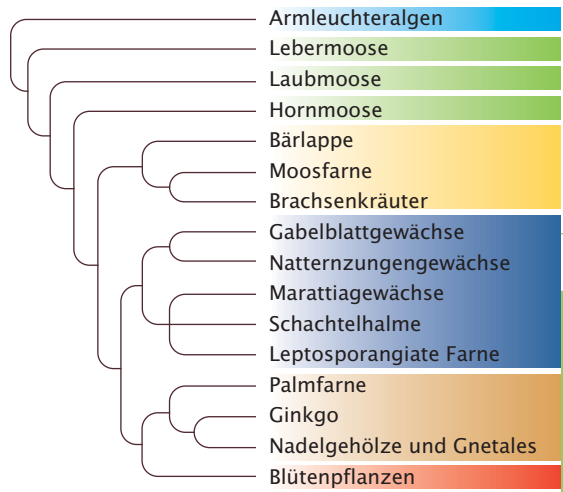 Armleuchteralgen
Lebermoose
Laubmoose
Hornmoose
Bärlappe
Moosfarne
Brachsenkräuter
Gabelblattgewächse
Natternzungengewächse
Marattiagewächse
Schachtelhalme
Leptosporangiate Farne
Palmfarne
Ginkgo
Nadelgehölze und Gnetales
Blütenpflanzen